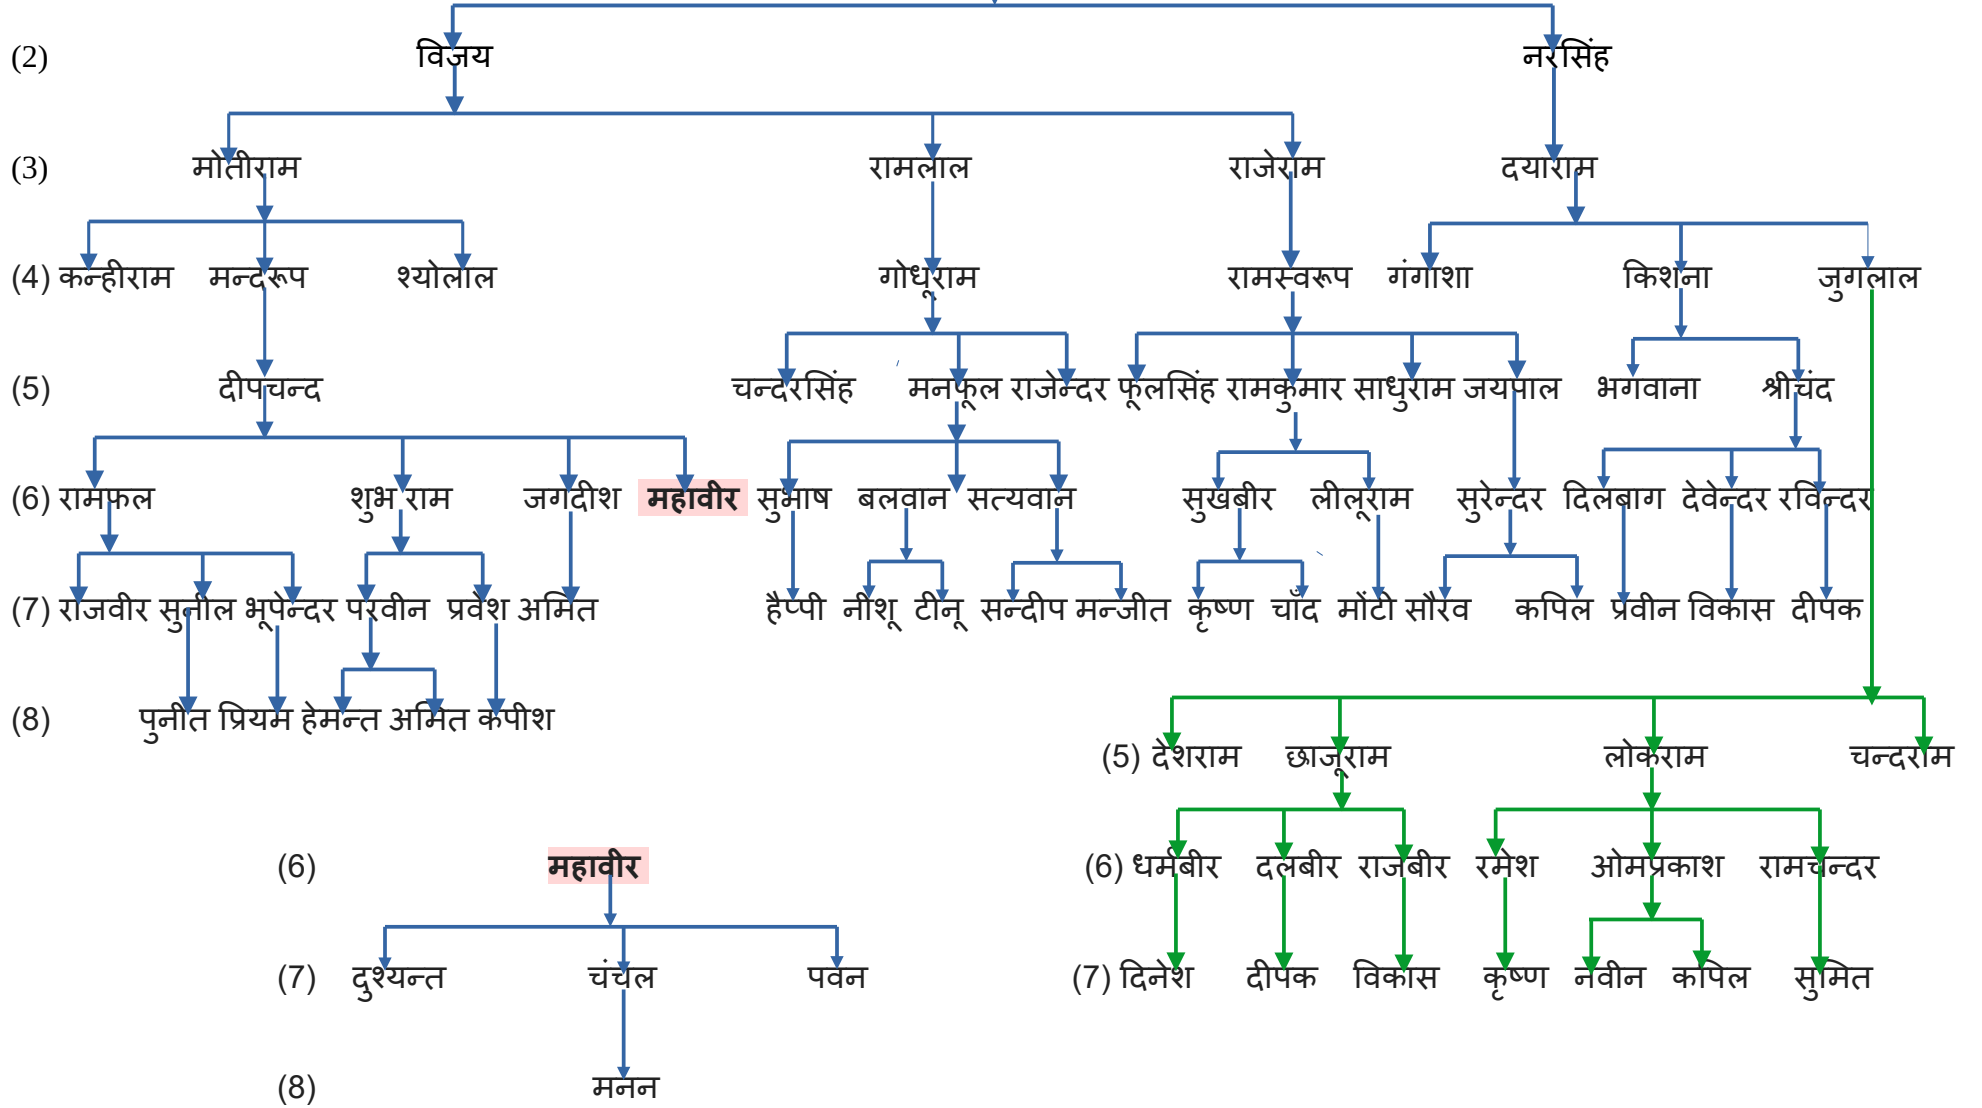 (2) विजय नरसिंह
(3) मोतीराम रामलाल राजेराम दयाराम
(4) कन्हीराम मन्दरूप श्योलाल गोधूराम रामस्वरूप गंगाशा किशना जुगलाल
(5) दीपचन्द चन्दरसिंह मनफूल राजेन्दर फूलसिंह रामकुमार साधुराम जयपाल भगवाना श्रीचंद
(6) रामफल शुभ राम जगदीश महावीर सुभाष बलवान सत्यवान सुखबीर लीलूराम सुरेन्दर दिलबाग देवेन्दर रविन्दर
(7) राजवीर सुनील भूपेन्दर परवीन प्रवेश अमित हैप्पी नीशू टीनू सन्दीप मन्जीत कृष्ण चाँद मोंटी सौरव कपिल प्रवीन विकास दीपक
(8) पुनीत प्रियम हेमन्त अमित कपीश
(5) देशराम छाजूराम लोकराम चन्दराम
(6) महावीर
(6) धर्मबीर दलबीर राजबीर रमेश ओमप्रकाश रामचन्दर
(7) दुश्यन्त चंचल पवन
(7) दिनेश दीपक विकास कृष्ण नवीन कपिल सुमित
(8) मनन